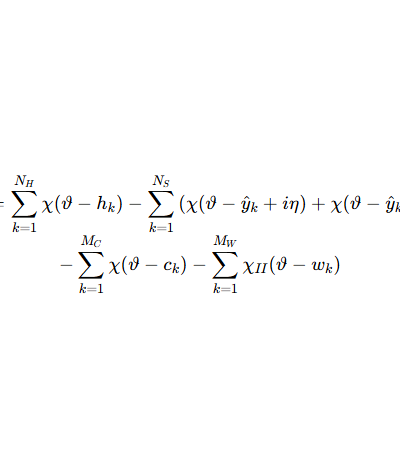 = \sum_{k=1}^{N_H} \chi(\vartheta - h_k) - \sum_{k=1}^{N_S} (\chi(\vartheta - \hat{y}_k + i\eta) + \chi(\vartheta - \hat{y}_k
- \sum_{k=1}^{M_C} \chi(\vartheta - c_k) - \sum_{k=1}^{M_W} \chi_{II}(\vartheta - w_k)